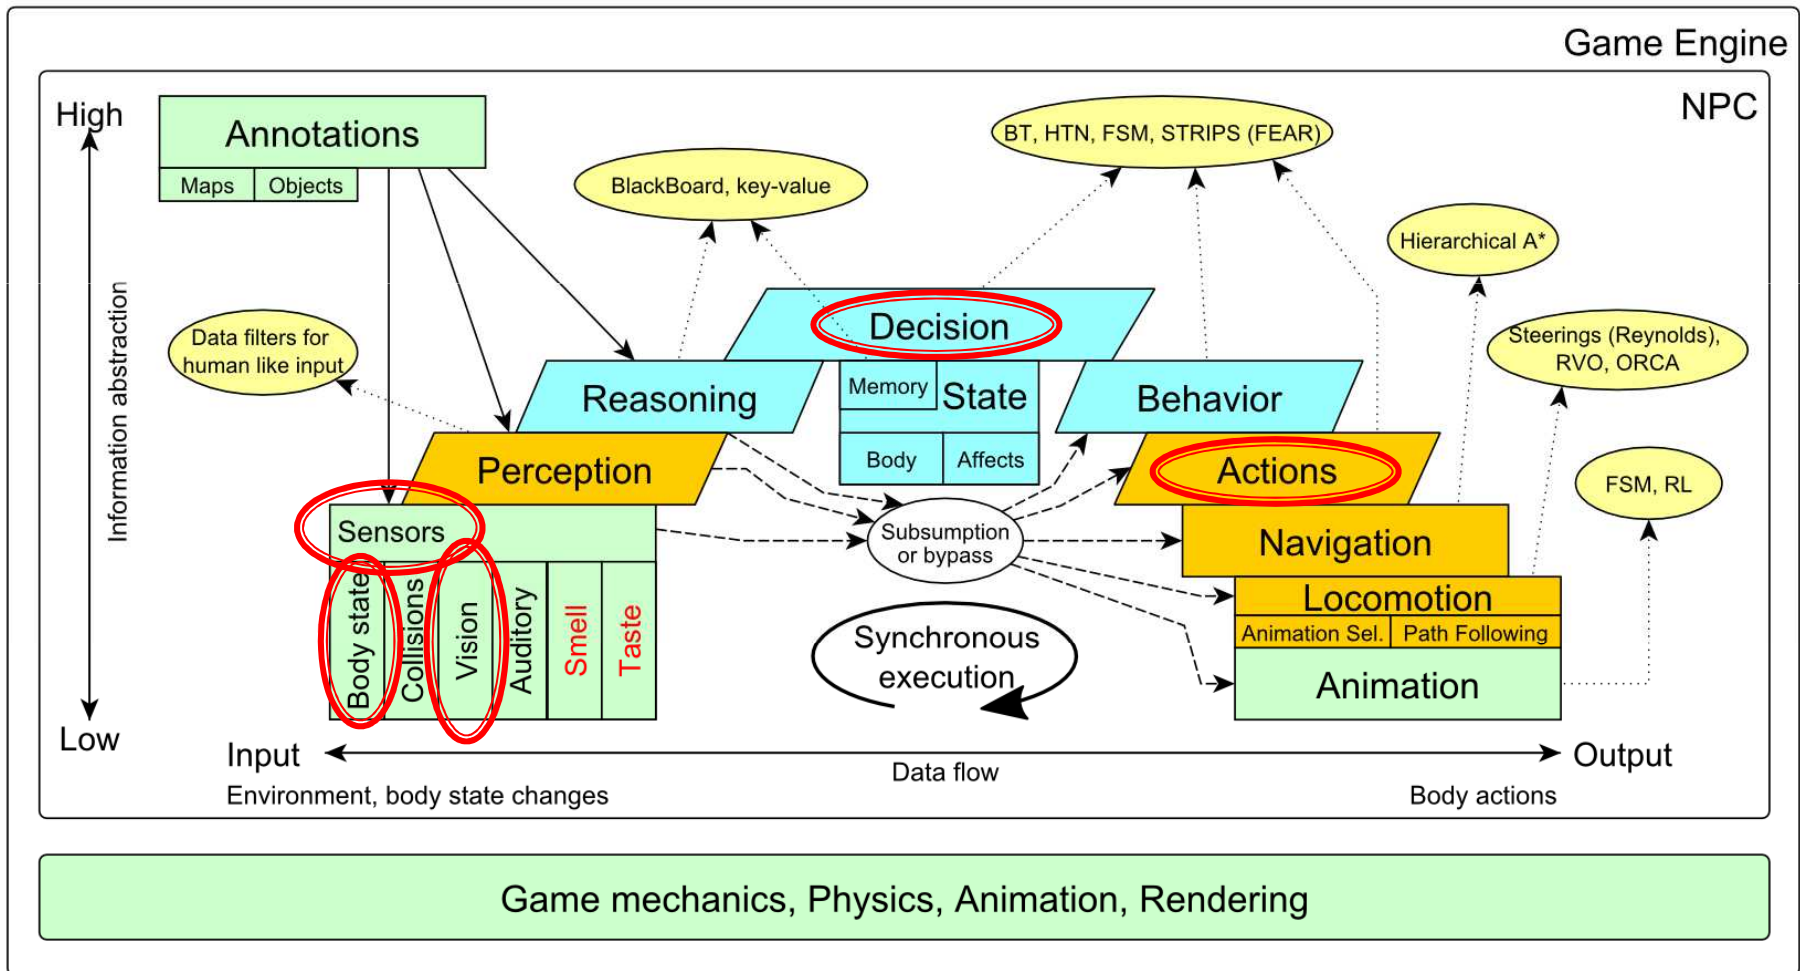 Game Engine
NPC
High
Annotations
Maps
Objects
BlackBoard, key-value
BT, HTN, FSM, STRIPS (FEAR)
Hierarchical A*
Information abstraction
Data filters for
human like input
Decision
Steerings (Reynolds),
RVO, ORCA
Reasoning
Memory
State
Behavior
Perception
Body
Affects
Actions
FSM, RL
Sensors
Subsumption
or bypass
Navigation
Body state
Collisions
Vision
Auditory
Smell
Taste
Locomotion
Animation Sel.
Path Following
Synchronous
execution
Animation
Low
Input
Data flow
Output
Environment, body state changes
Body actions
Game mechanics, Physics, Animation, Rendering